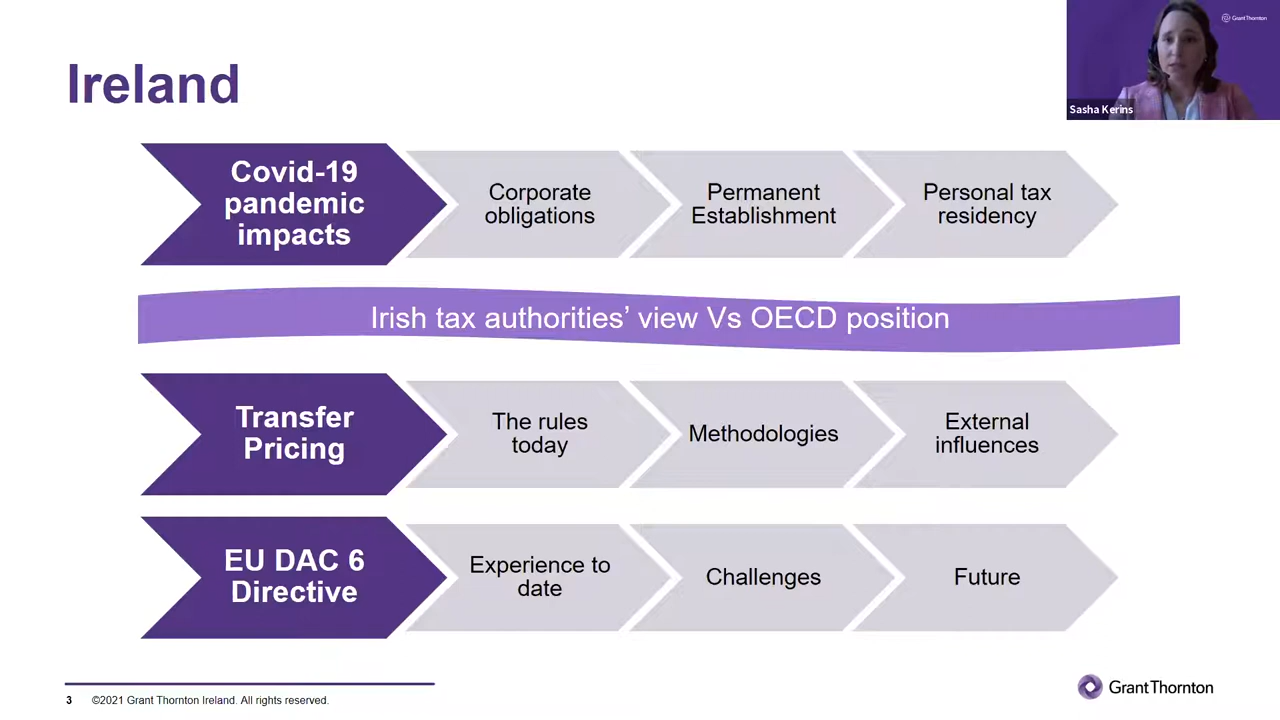 Ireland
GrantThornton
Sasha Kerins
Covid-19
pandemic
impacts
Corporate
obligations
Permanent
Establishment
Personal tax
residency
Irish tax authorities’ view Vs OECD position
Transfer
Pricing
The rules
today
Methodologies
External
influences
EU DAC 6
Directive
Experience to
date
Challenges
Future
3 ©2021 Grant Thornton Ireland. All rights reserved.
GrantThornton